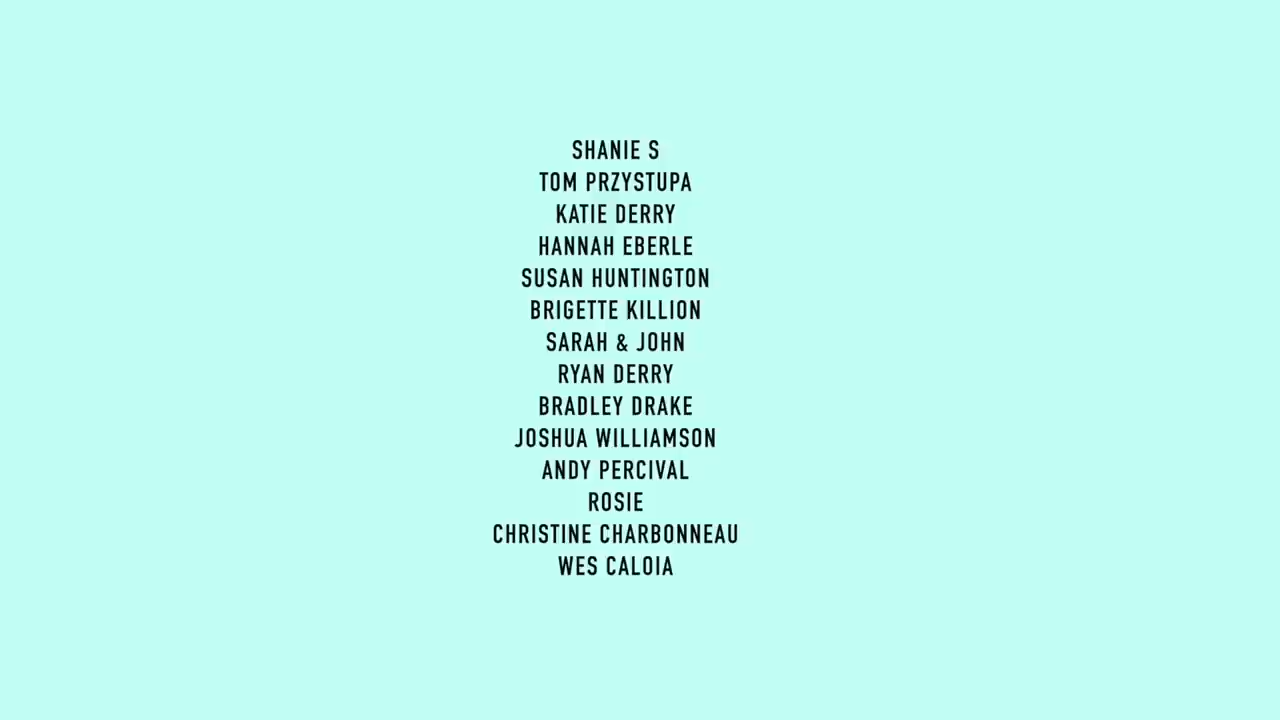 SHANIE S
TOM PRZYSTUPA
KATIE DERRY
HANNAH EBERLE
SUSAN HUNTINGTON
BRIGETTE KILLION
SARAH & JOHN
RYAN DERRY
BRADLEY DRAKE
JOSHUA WILLIAMSON
ANDY PERCIVAL
ROSIE
CHRISTINE CHARBONNEAU
WES CALOIA